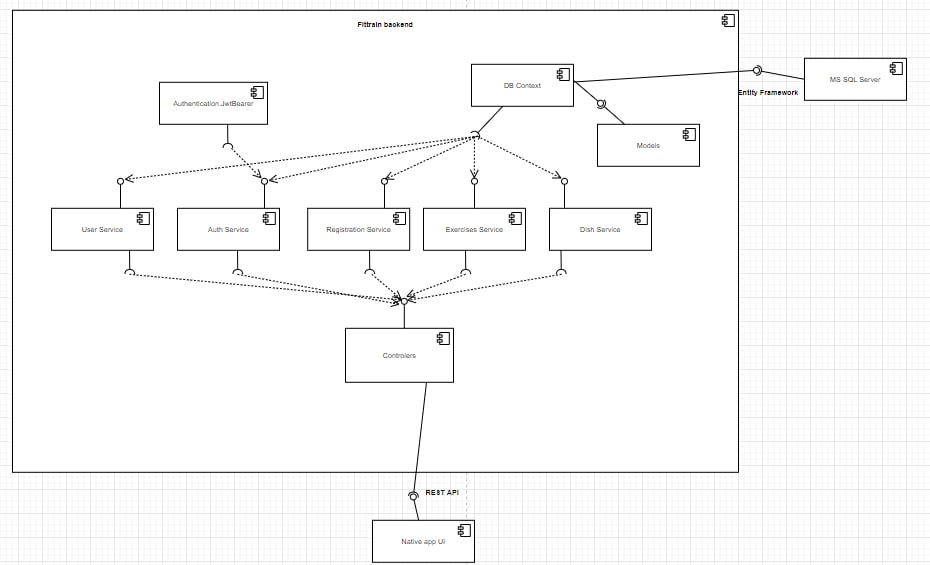 Fittrain backend
DB Context
MS SQL Server
Entity Framework
Authentication.JwtBearer
Models
User Service
Auth Service
Registration Service
Exercises Service
Dish Service
Controlers
REST API
Native app UI